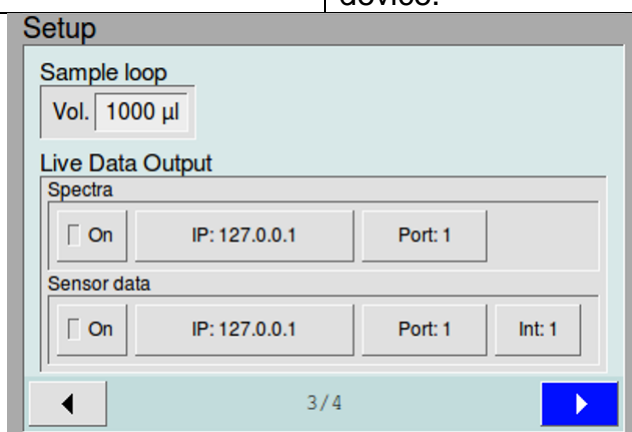 device.
Setup
Sample loop
Vol. 1000 µl
Live Data Output
Spectra
On IP: 127.0.0.1 Port: 1
Sensor data
On IP: 127.0.0.1 Port: 1 Int: 1
3/4